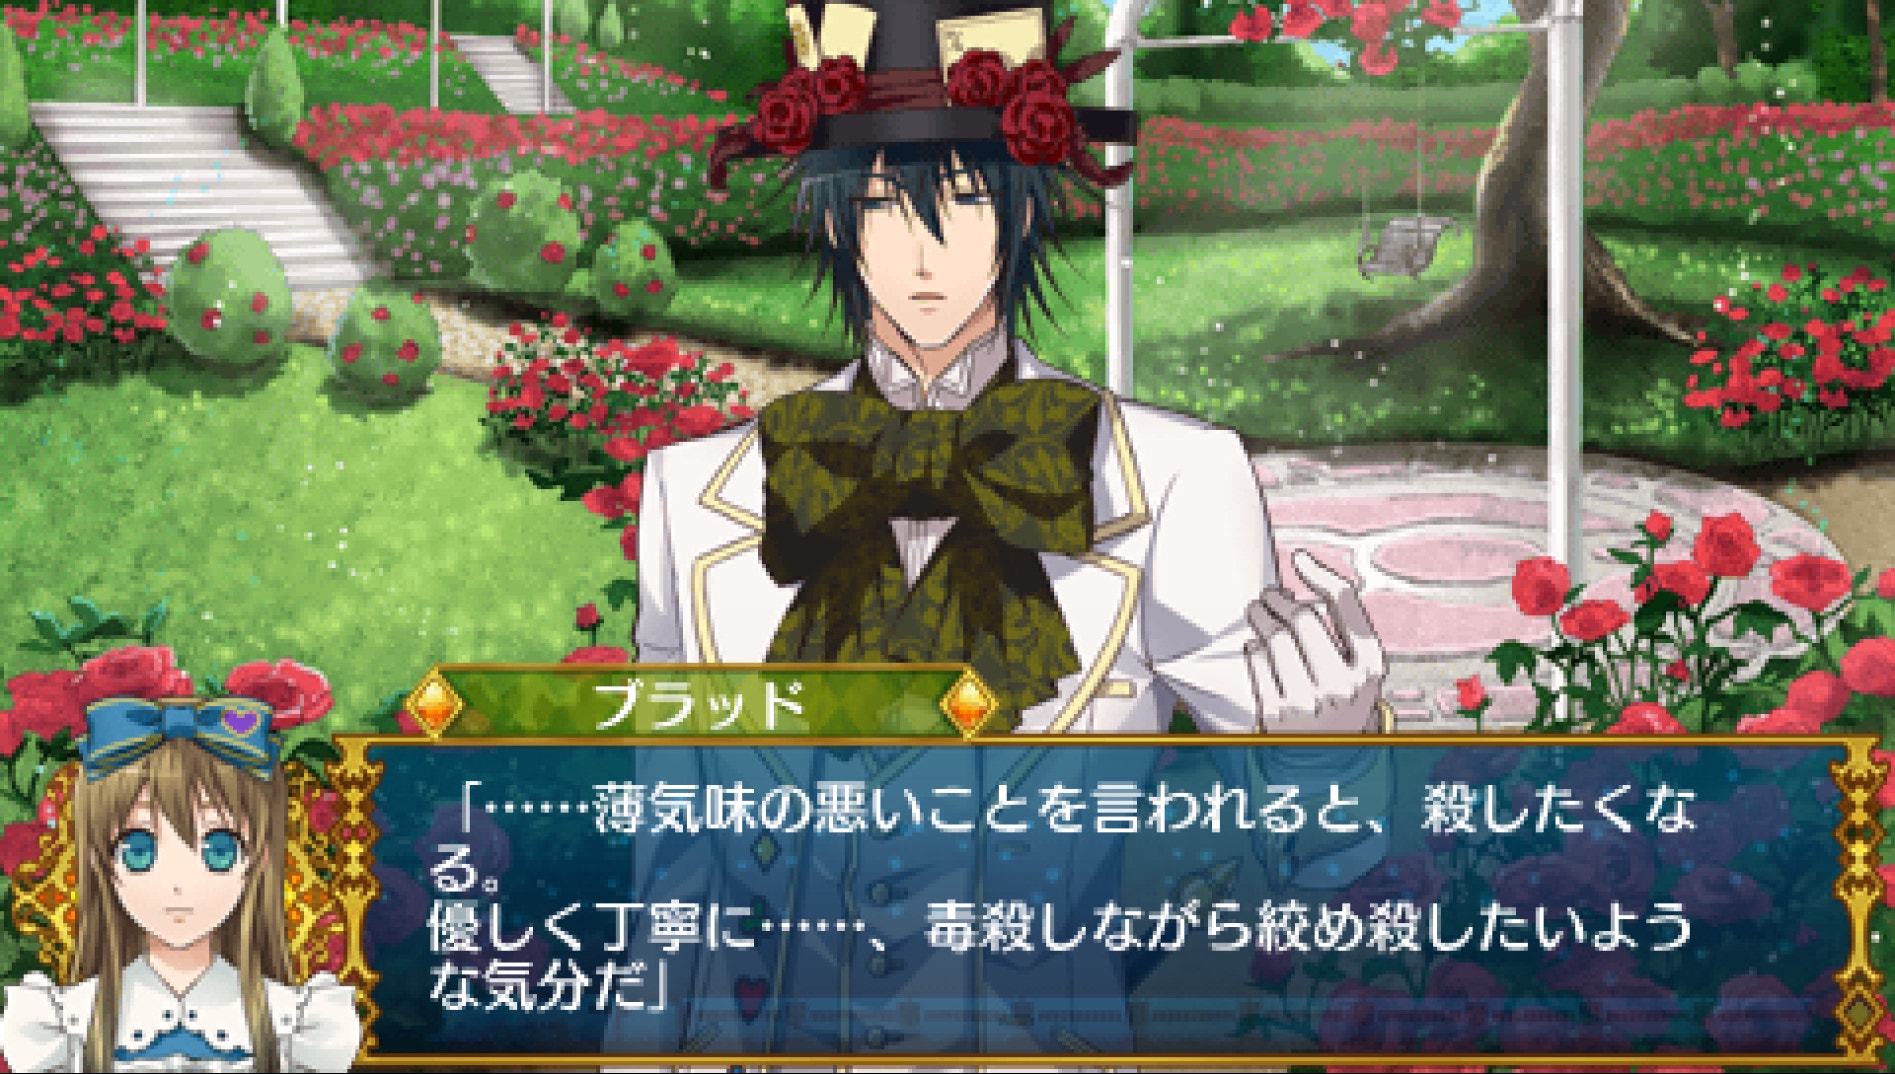 ブラッド
「……薄気味の悪いことを言われると、殺したくな
る。
優しく丁寧に……、毒殺しながら絞め殺したいよう
な気分だ」